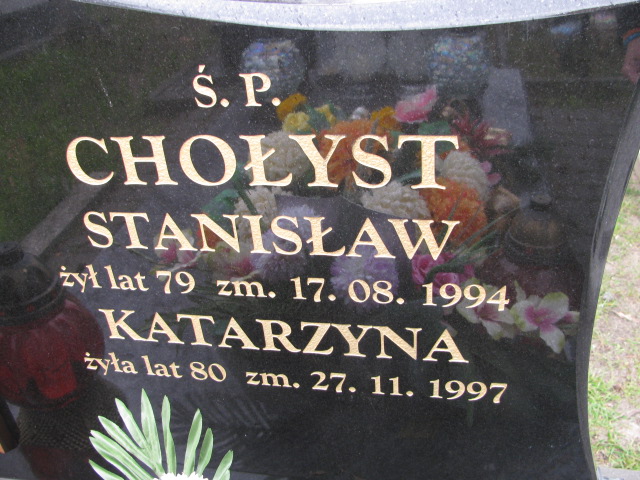 Ś. P.
CHOŁYST
STANISŁAW
żył lat 79 zm. 17. 08. 1994
KATARZYNA
żyła lat 80 zm. 27. 11. 1997